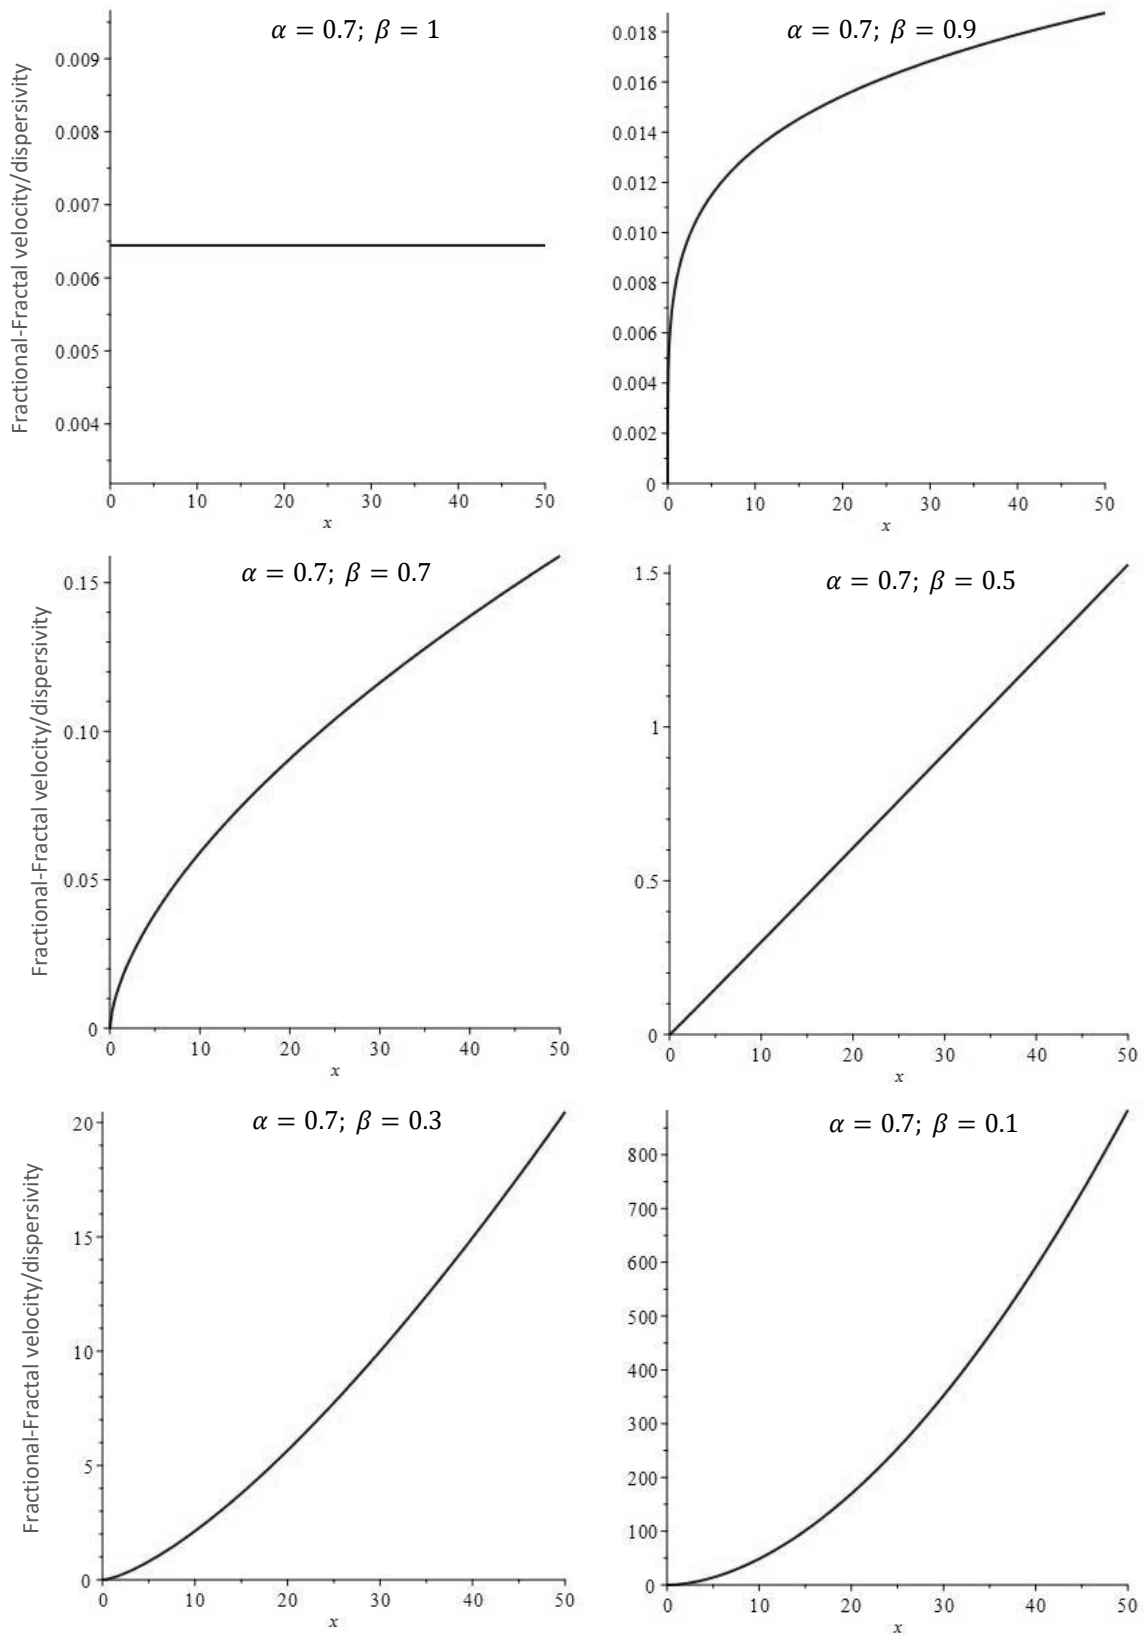 α = 0.7; β = 1
Fractional-Fractal velocity/dispersivity
0.009
0.008
0.007
0.006
0.005
0.004
0 10 20 30 40 50
x
α = 0.7; β = 0.9
0.018
0.016
0.014
0.012
0.010
0.008
0.006
0.004
0.002
0
0 10 20 30 40 50
x
α = 0.7; β = 0.7
Fractional-Fractal velocity/dispersivity
0.15
0.10
0.05
0
0 10 20 30 40 50
x
α = 0.7; β = 0.5
1.5
1
0.5
0
0 10 20 30 40 50
x
α = 0.7; β = 0.3
Fractional-Fractal velocity/dispersivity
20
15
10
5
0
0 10 20 30 40 50
x
α = 0.7; β = 0.1
800
700
600
500
400
300
200
100
0
0 10 20 30 40 50
x